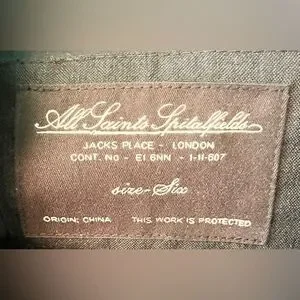 All Saints Spitalfields
JACKS PLACE - LONDON
CONT. No - E1 6NN - 1-11-607
size-Six
ORIGIN; CHINA THIS WORK IS PROTECTED